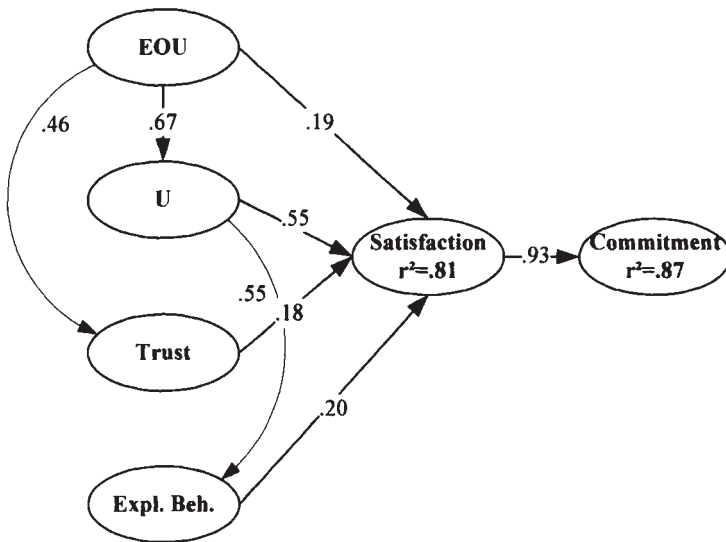 EOU
.46
.67
.19
U
.55
Satisfaction
r²=.81
.93
Commitment
r²=.87
.55
.18
Trust
.20
Expl. Beh.